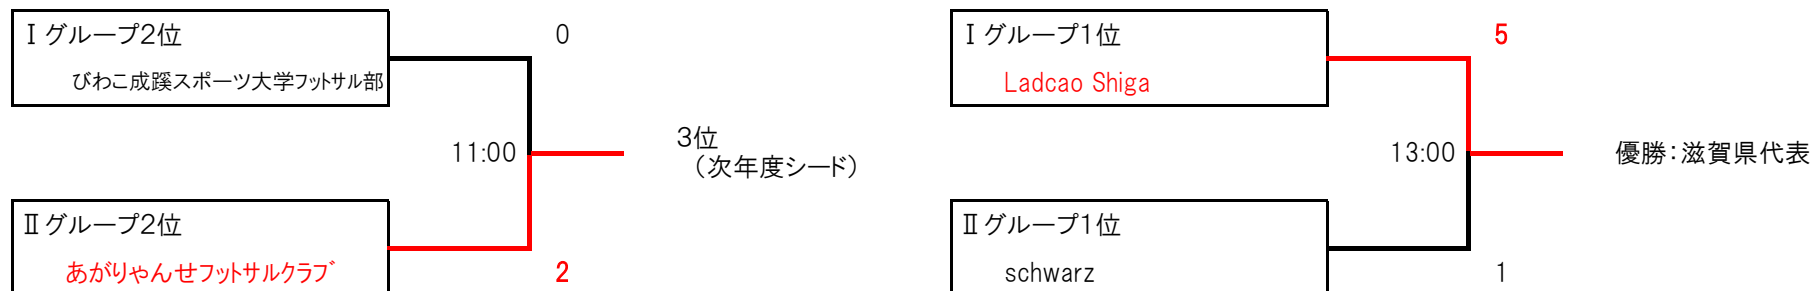 Ⅰグループ2位
0
びわこ成蹊スポーツ大学フットサル部
11:00
3位
（次年度シード）
Ⅱグループ2位
あがりゃんせフットサルクラブ
2
Ⅰグループ1位
5
Ladcao Shiga
13:00
優勝：滋賀県代表
Ⅱグループ1位
schwarz
1